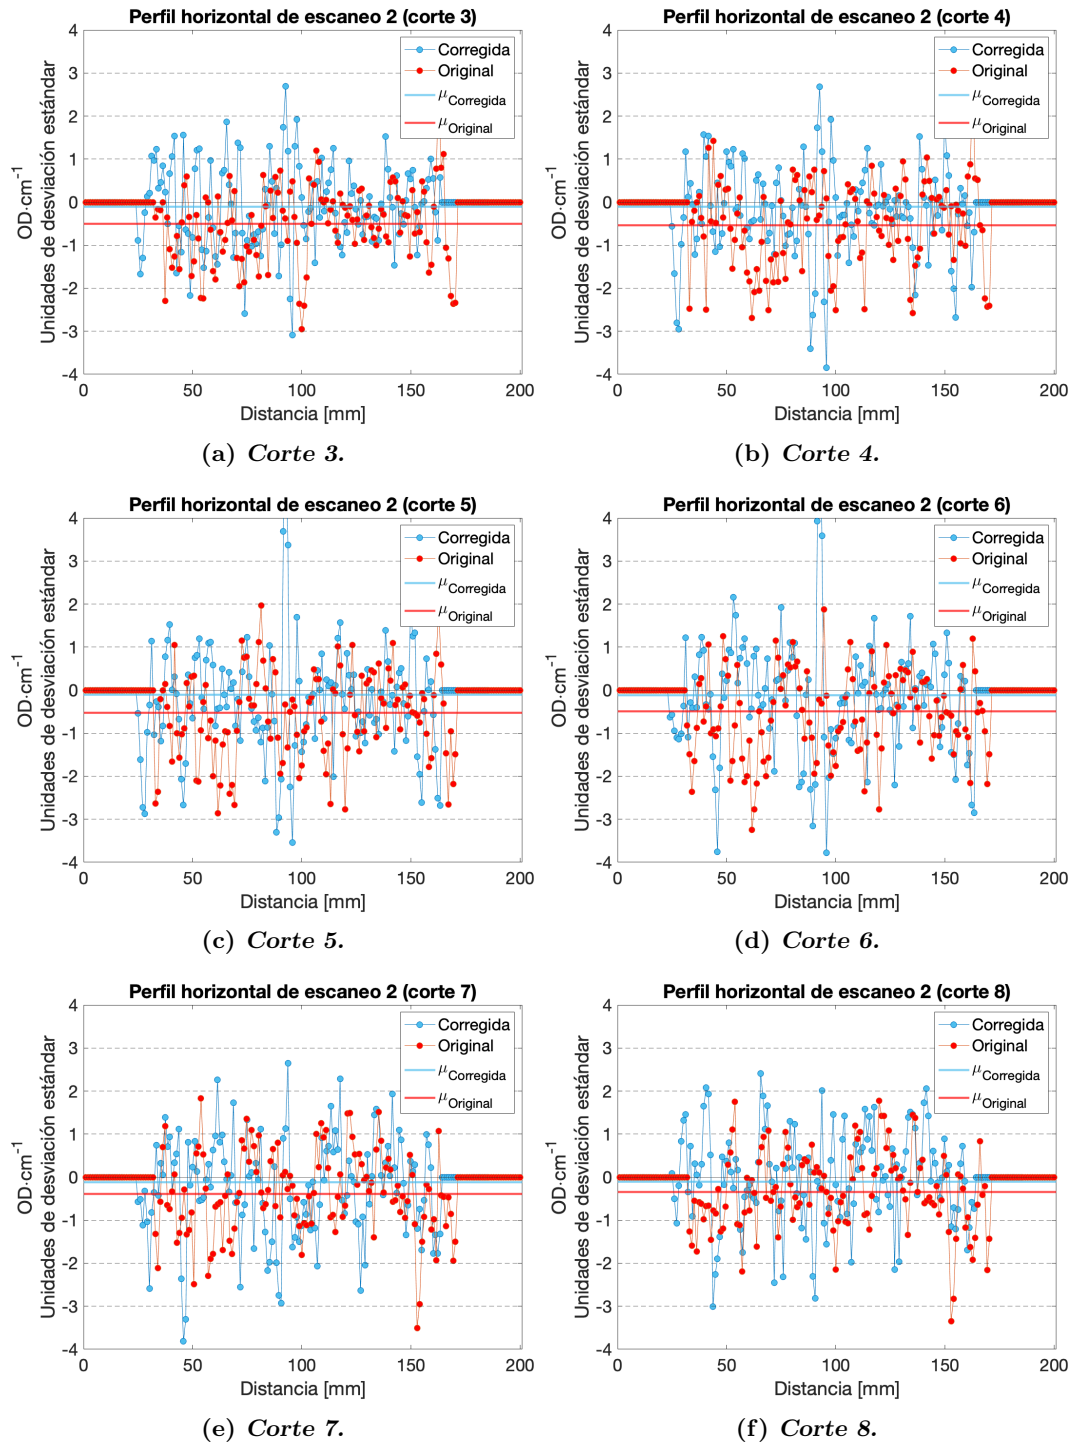 Perfil horizontal de escaneo 2 (corte 3)
OD·cm⁻¹
Unidades de desviación estándar
4
3
2
1
0
-1
-2
-3
-4
Corregida
Original
μCorregida
μOriginal
0 50 100 150 200
Distancia [mm]
(a) Corte 3.
Perfil horizontal de escaneo 2 (corte 4)
OD·cm⁻¹
Unidades de desviación estándar
4
3
2
1
0
-1
-2
-3
-4
Corregida
Original
μCorregida
μOriginal
0 50 100 150 200
Distancia [mm]
(b) Corte 4.
Perfil horizontal de escaneo 2 (corte 5)
OD·cm⁻¹
Unidades de desviación estándar
4
3
2
1
0
-1
-2
-3
-4
Corregida
Original
μCorregida
μOriginal
0 50 100 150 200
Distancia [mm]
(c) Corte 5.
Perfil horizontal de escaneo 2 (corte 6)
OD·cm⁻¹
Unidades de desviación estándar
4
3
2
1
0
-1
-2
-3
-4
Corregida
Original
μCorregida
μOriginal
0 50 100 150 200
Distancia [mm]
(d) Corte 6.
Perfil horizontal de escaneo 2 (corte 7)
OD·cm⁻¹
Unidades de desviación estándar
4
3
2
1
0
-1
-2
-3
-4
Corregida
Original
μCorregida
μOriginal
0 50 100 150 200
Distancia [mm]
(e) Corte 7.
Perfil horizontal de escaneo 2 (corte 8)
OD·cm⁻¹
Unidades de desviación estándar
4
3
2
1
0
-1
-2
-3
-4
Corregida
Original
μCorregida
μOriginal
0 50 100 150 200
Distancia [mm]
(f) Corte 8.